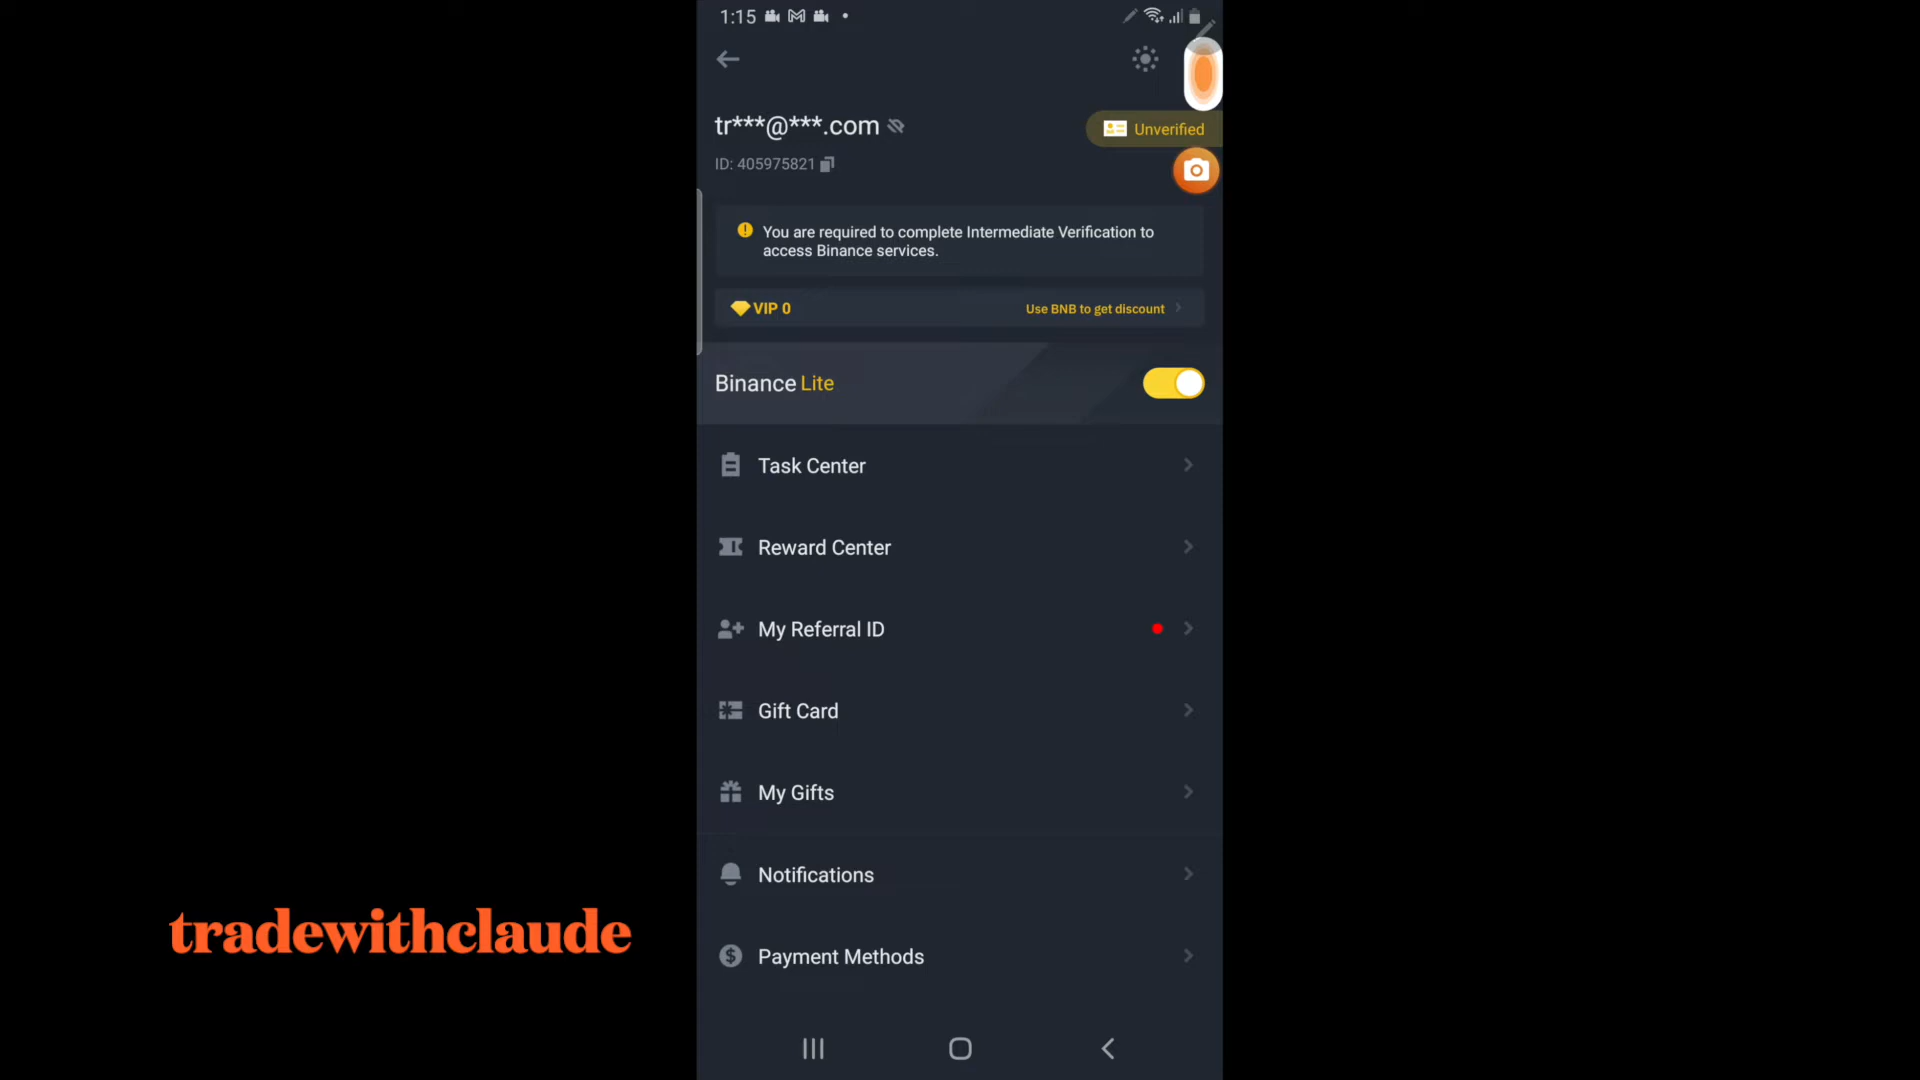 1:15
tr***@***.com
Unverified
ID: 405975821
You are required to complete Intermediate Verification to
access Binance services.
VIP 0
Use BNB to get discount
Binance Lite
Task Center
Reward Center
My Referral ID
Gift Card
My Gifts
Notifications
Payment Methods
tradewithclaude